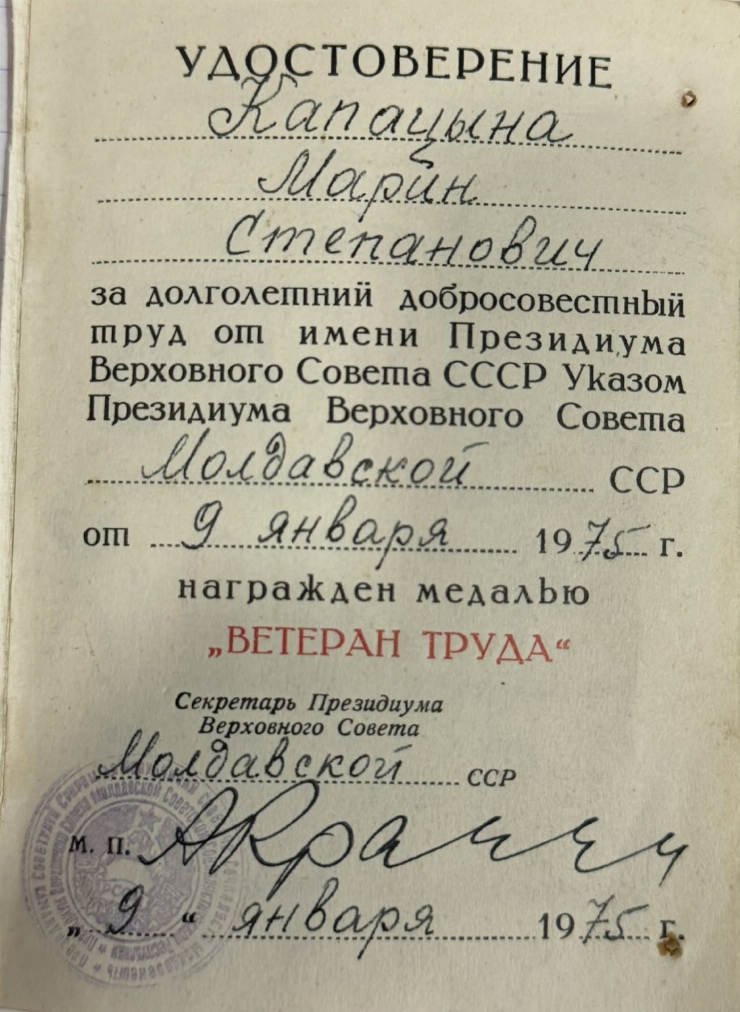 УДОСТОВЕРЕНИЕ
Капацына
Марин
Степанович
за долголетний добросовестный
труд от имени Президиума
Верховного Совета СССР Указом
Президиума Верховного Совета
Молдавской ССР
от 9 января 1975 г.
награжден медалью
„ВЕТЕРАН ТРУДА“
Секретарь Президиума
Верховного Совета
Молдавской ССР
М. П.
„9“ января 1975 г.